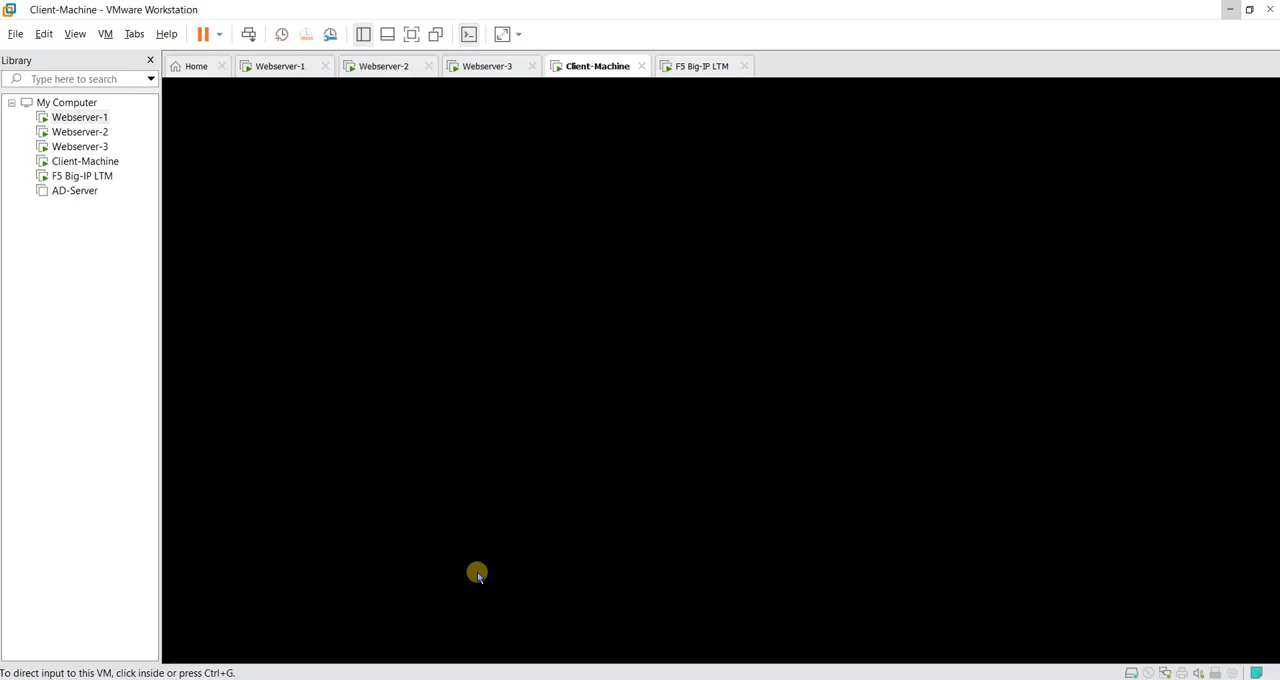 Client-Machine - VMware Workstation
File Edit View VM Tabs Help
Library
Type here to search
Home Webserver-1 Webserver-2 Webserver-3 Client-Machine F5 Big-IP LTM
My Computer
Webserver-1
Webserver-2
Webserver-3
Client-Machine
F5 Big-IP LTM
AD-Server
To direct input to this VM, click inside or press Ctrl+G.